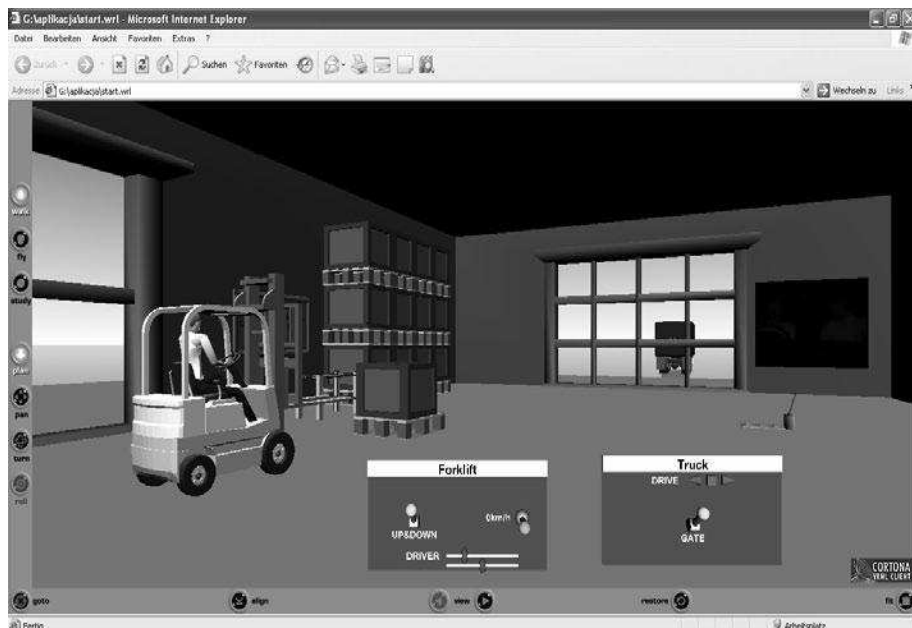 G:\aplikacja\start.wrl - Microsoft Internet Explorer
Datei Bearbeiten Ansicht Favoriten Extras ?
Zurück Suchen Favoriten
Adresse G:\aplikacja\start.wrl Wechseln zu Links
walk
fly
study
plan
pan
turn
roll
Forklift
UP&DOWN
0km/h
DRIVER
Truck
DRIVE
GATE
CORTONA
VRML CLIENT
goto align view restore fit
Fertig Arbeitsplatz